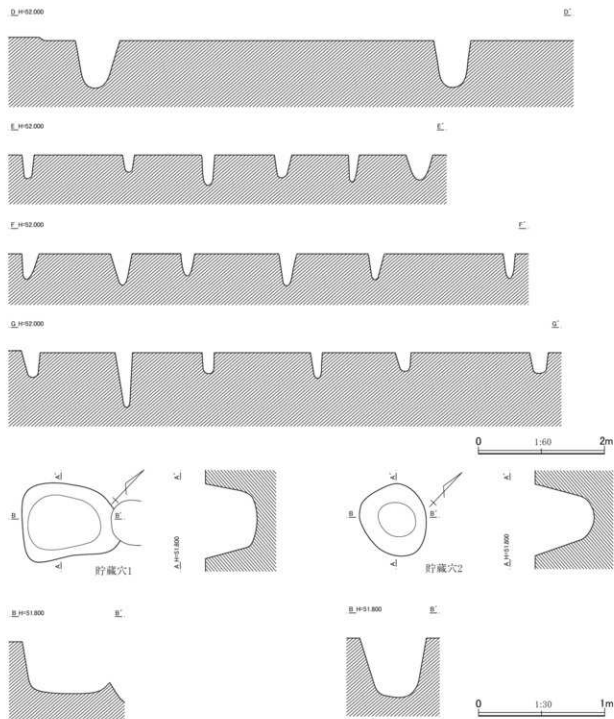 D H=52.000 D'
E H=52.000 E'
F H=52.000 F'
G H=52.000 G'
0 1:60 2m
A'
B B'
A
貯蔵穴1
A'
A H=51.800
A'
B B'
A
貯蔵穴2
A'
A H=51.800
B H=51.800 B'
B H=51.800 B'
0 1:30 1m